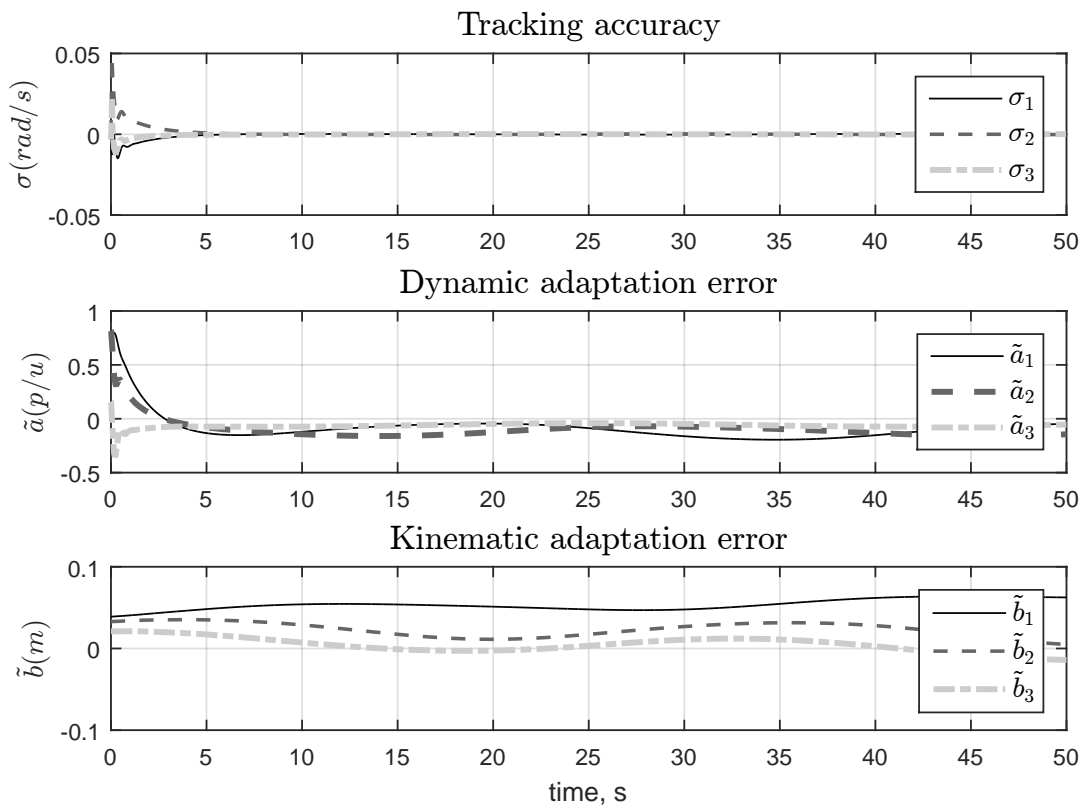 Tracking accuracy
0.05
0
-0.05
σ(rad/s)
σ1
σ2
σ3
0 5 10 15 20 25 30 35 40 45 50
Dynamic adaptation error
1
0.5
0
-0.5
ã(p/u)
ã1
ã2
ã3
0 5 10 15 20 25 30 35 40 45 50
Kinematic adaptation error
0.1
0
-0.1
b̃(m)
b̃1
b̃2
b̃3
0 5 10 15 20 25 30 35 40 45 50
time, s